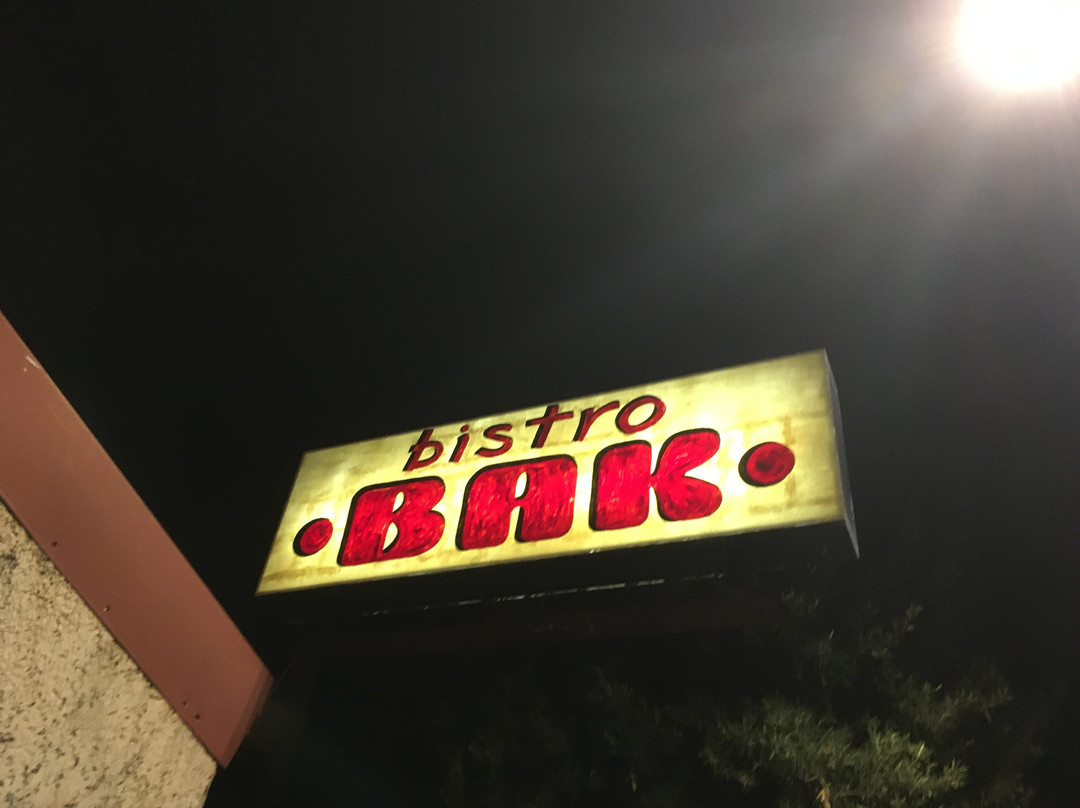 bistro
• BAK •